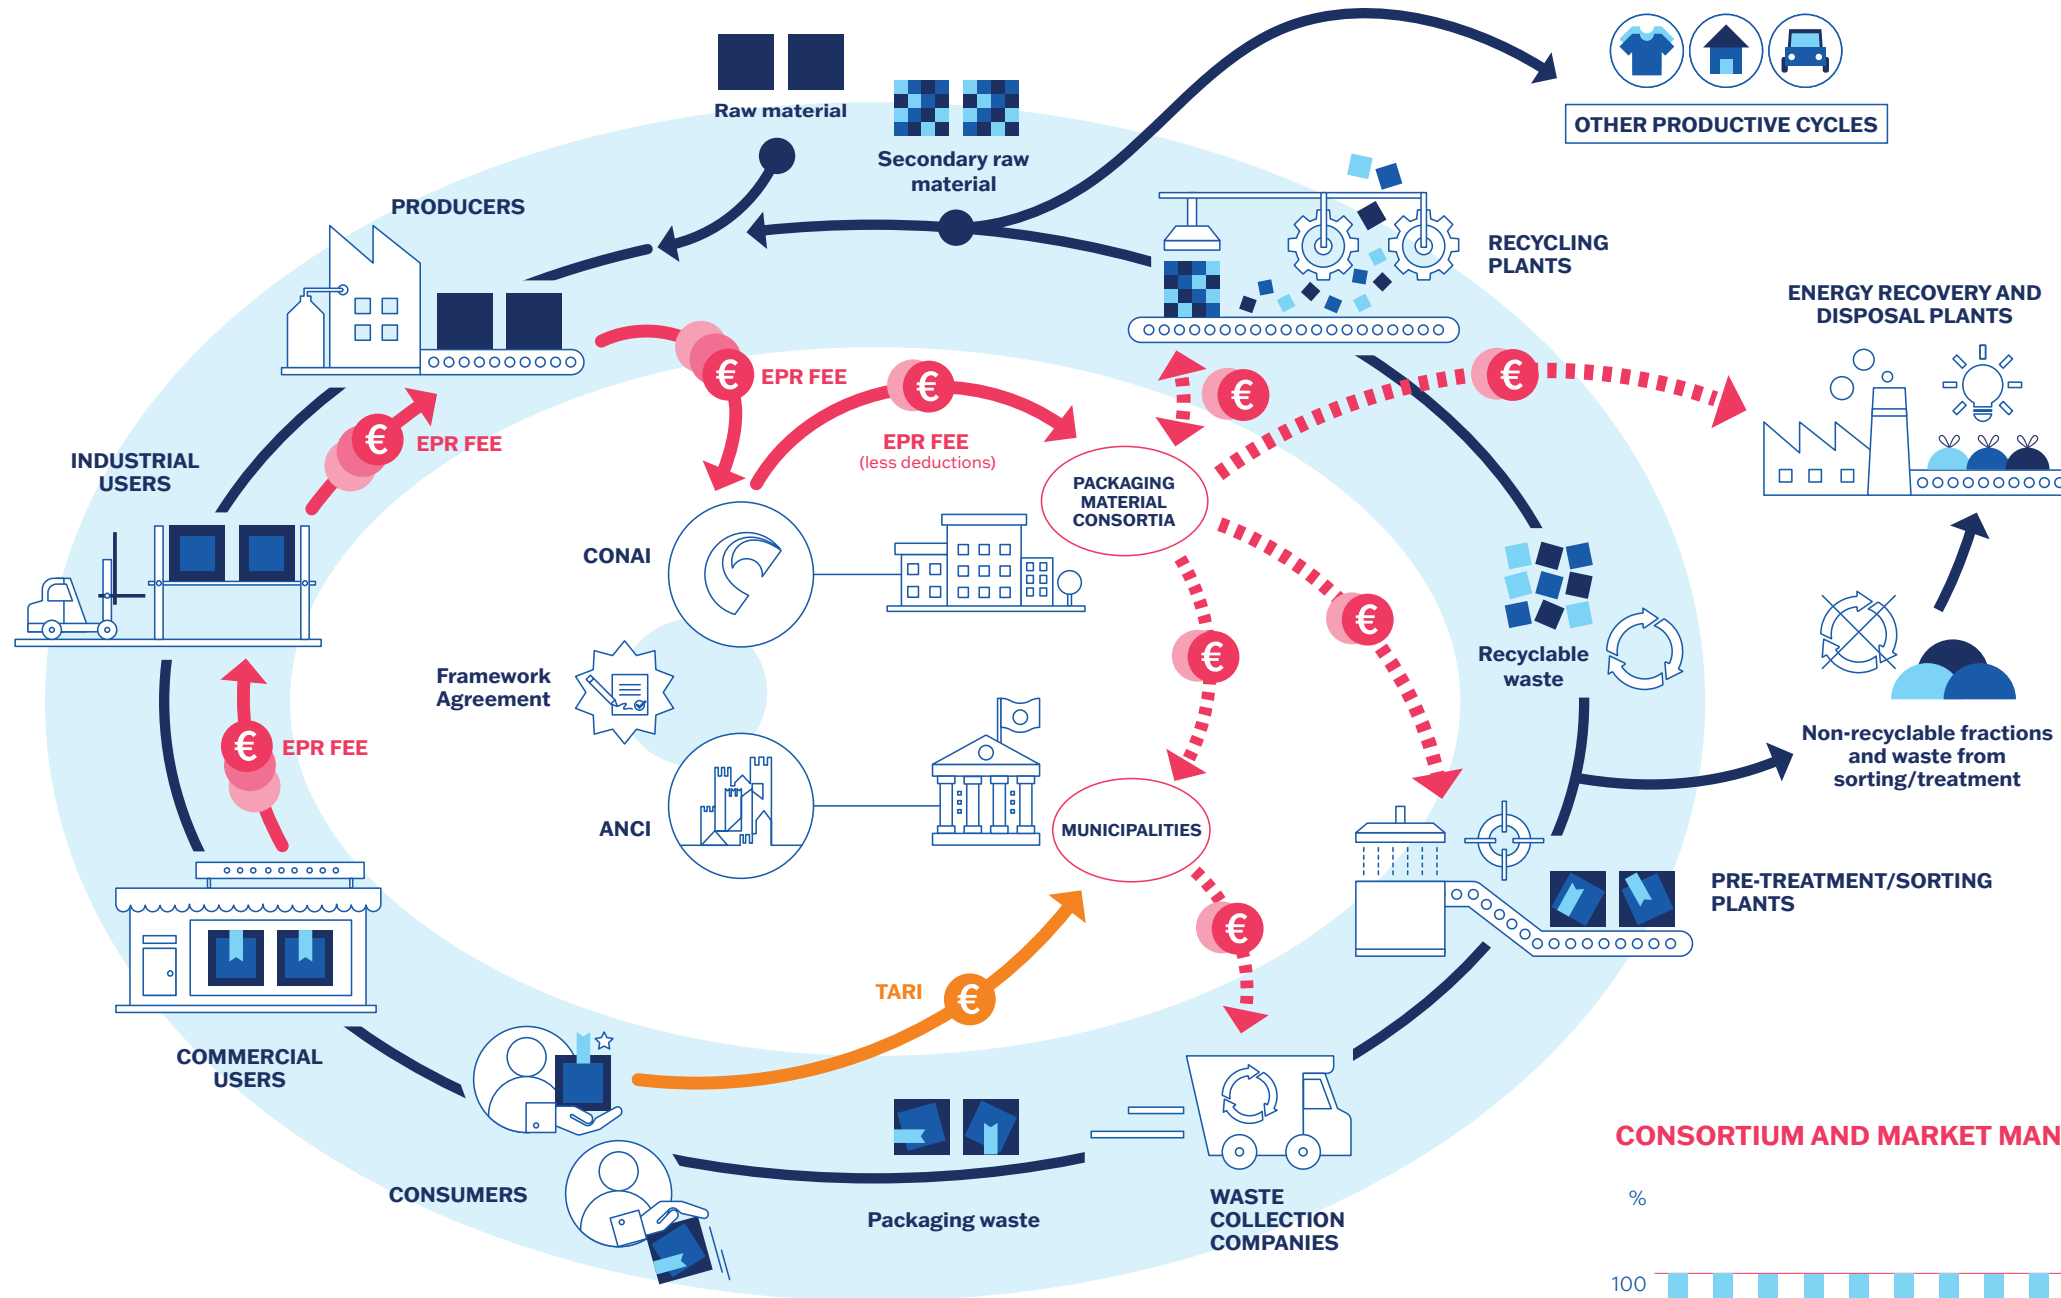 Raw material
Secondary raw
material
OTHER PRODUCTIVE CYCLES
PRODUCERS
RECYCLING
PLANTS
ENERGY RECOVERY AND
DISPOSAL PLANTS
€ EPR FEE
€
EPR FEE
(less deductions)
€
€
€ EPR FEE
INDUSTRIAL
USERS
PACKAGING
MATERIAL
CONSORTIA
CONAI
€
€
Recyclable
waste
Framework
Agreement
€ EPR FEE
Non-recyclable fractions
and waste from
sorting/treatment
ANCI
MUNICIPALITIES
PRE-TREATMENT/SORTING
PLANTS
€
TARI €
COMMERCIAL
USERS
CONSUMERS
Packaging waste
WASTE
COLLECTION
COMPANIES
CONSORTIUM AND MARKET MAN
%
100